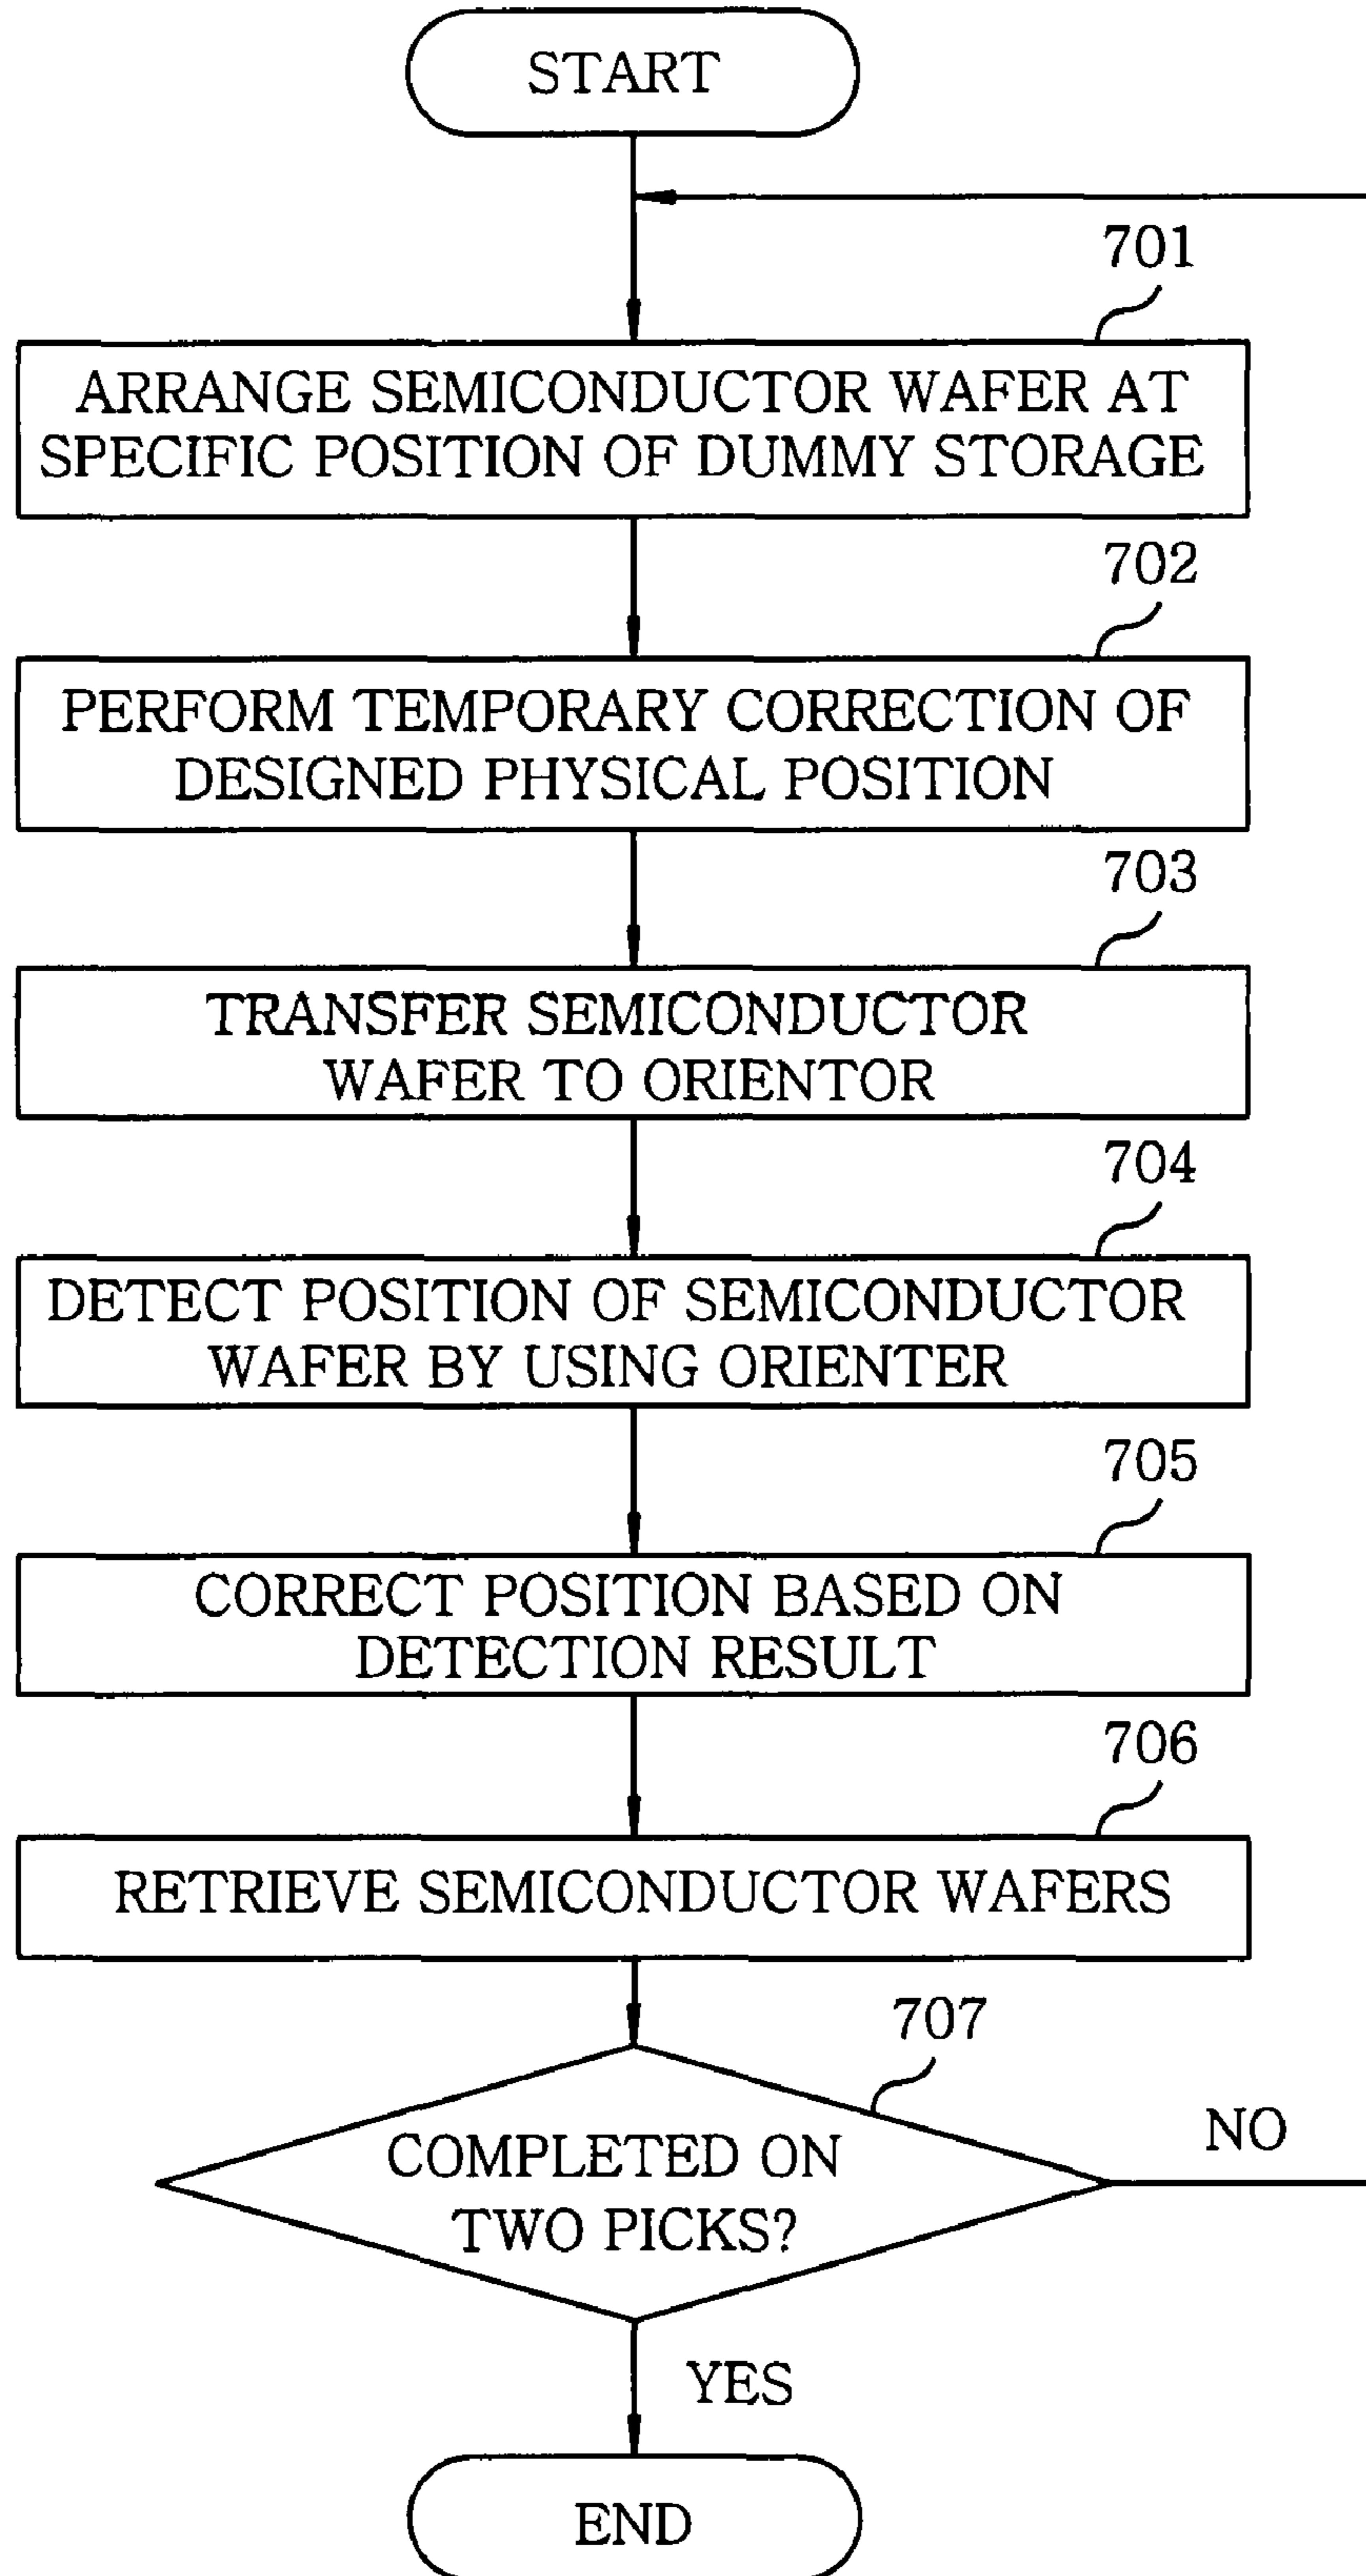 START
701
ARRANGE SEMICONDUCTOR WAFER AT
SPECIFIC POSITION OF DUMMY STORAGE
702
PERFORM TEMPORARY CORRECTION OF
DESIGNED PHYSICAL POSITION
703
TRANSFER SEMICONDUCTOR
WAFER TO ORIENTOR
704
DETECT POSITION OF SEMICONDUCTOR
WAFER BY USING ORIENTER
705
CORRECT POSITION BASED ON
DETECTION RESULT
706
RETRIEVE SEMICONDUCTOR WAFERS
707
COMPLETED ON
TWO PICKS?
NO
YES
END